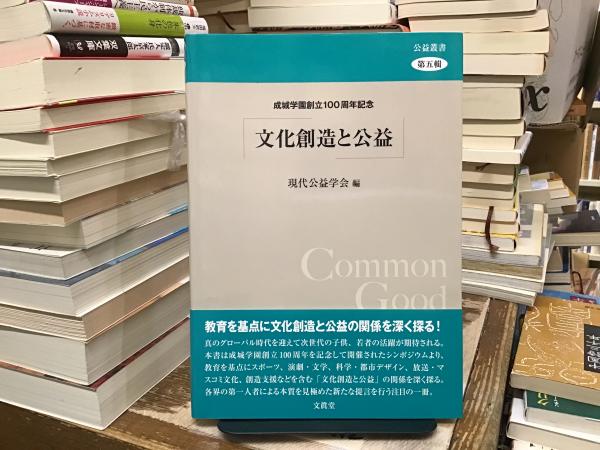 公益叢書
第五輯
成城学園創立100周年記念
文化創造と公益
現代公益学会 編
Common
Good
教育を基点に文化創造と公益の関係を深く探る!
真のグローバル時代を迎えて次世代の子供、若者の活躍が期待される。
本書は成城学園創立100周年を記念して開催されたシンポジウムより、
教育を基点にスポーツ、演劇・文学、科学・都市デザイン、放送・マ
スコミ文化、創造支援などを含む「文化創造と公益」の関係を深く探る。
各界の第一人者による本質を見極めた新たな提言を行う注目の一冊。
文眞堂
双葉文庫